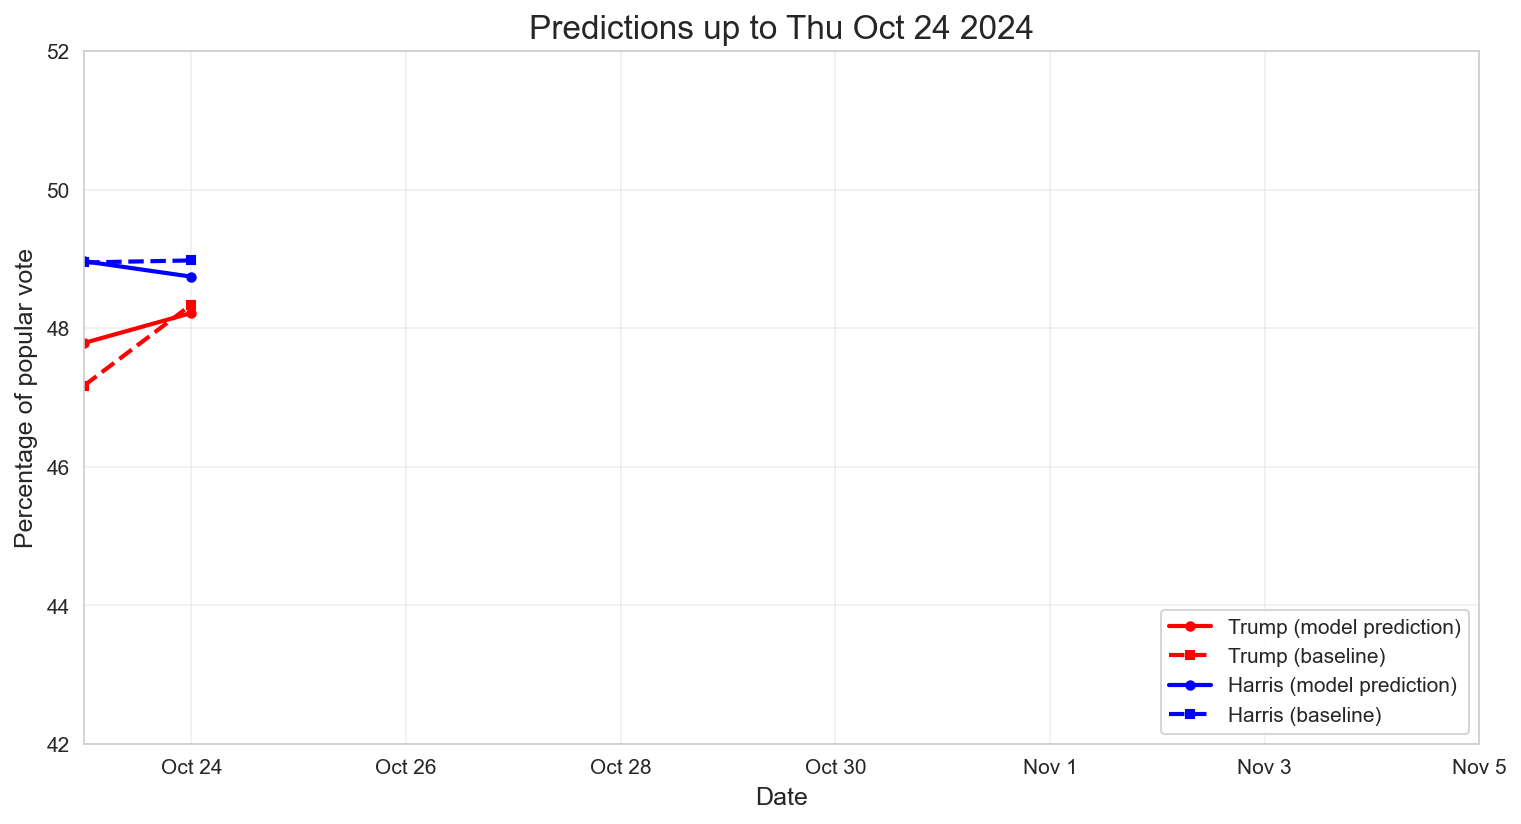 Predictions up to Thu Oct 24 2024
Percentage of popular vote
52
50
48
46
44
42
Oct 24
Oct 26
Oct 28
Oct 30
Nov 1
Nov 3
Nov 5
Date
Trump (model prediction)
Trump (baseline)
Harris (model prediction)
Harris (baseline)